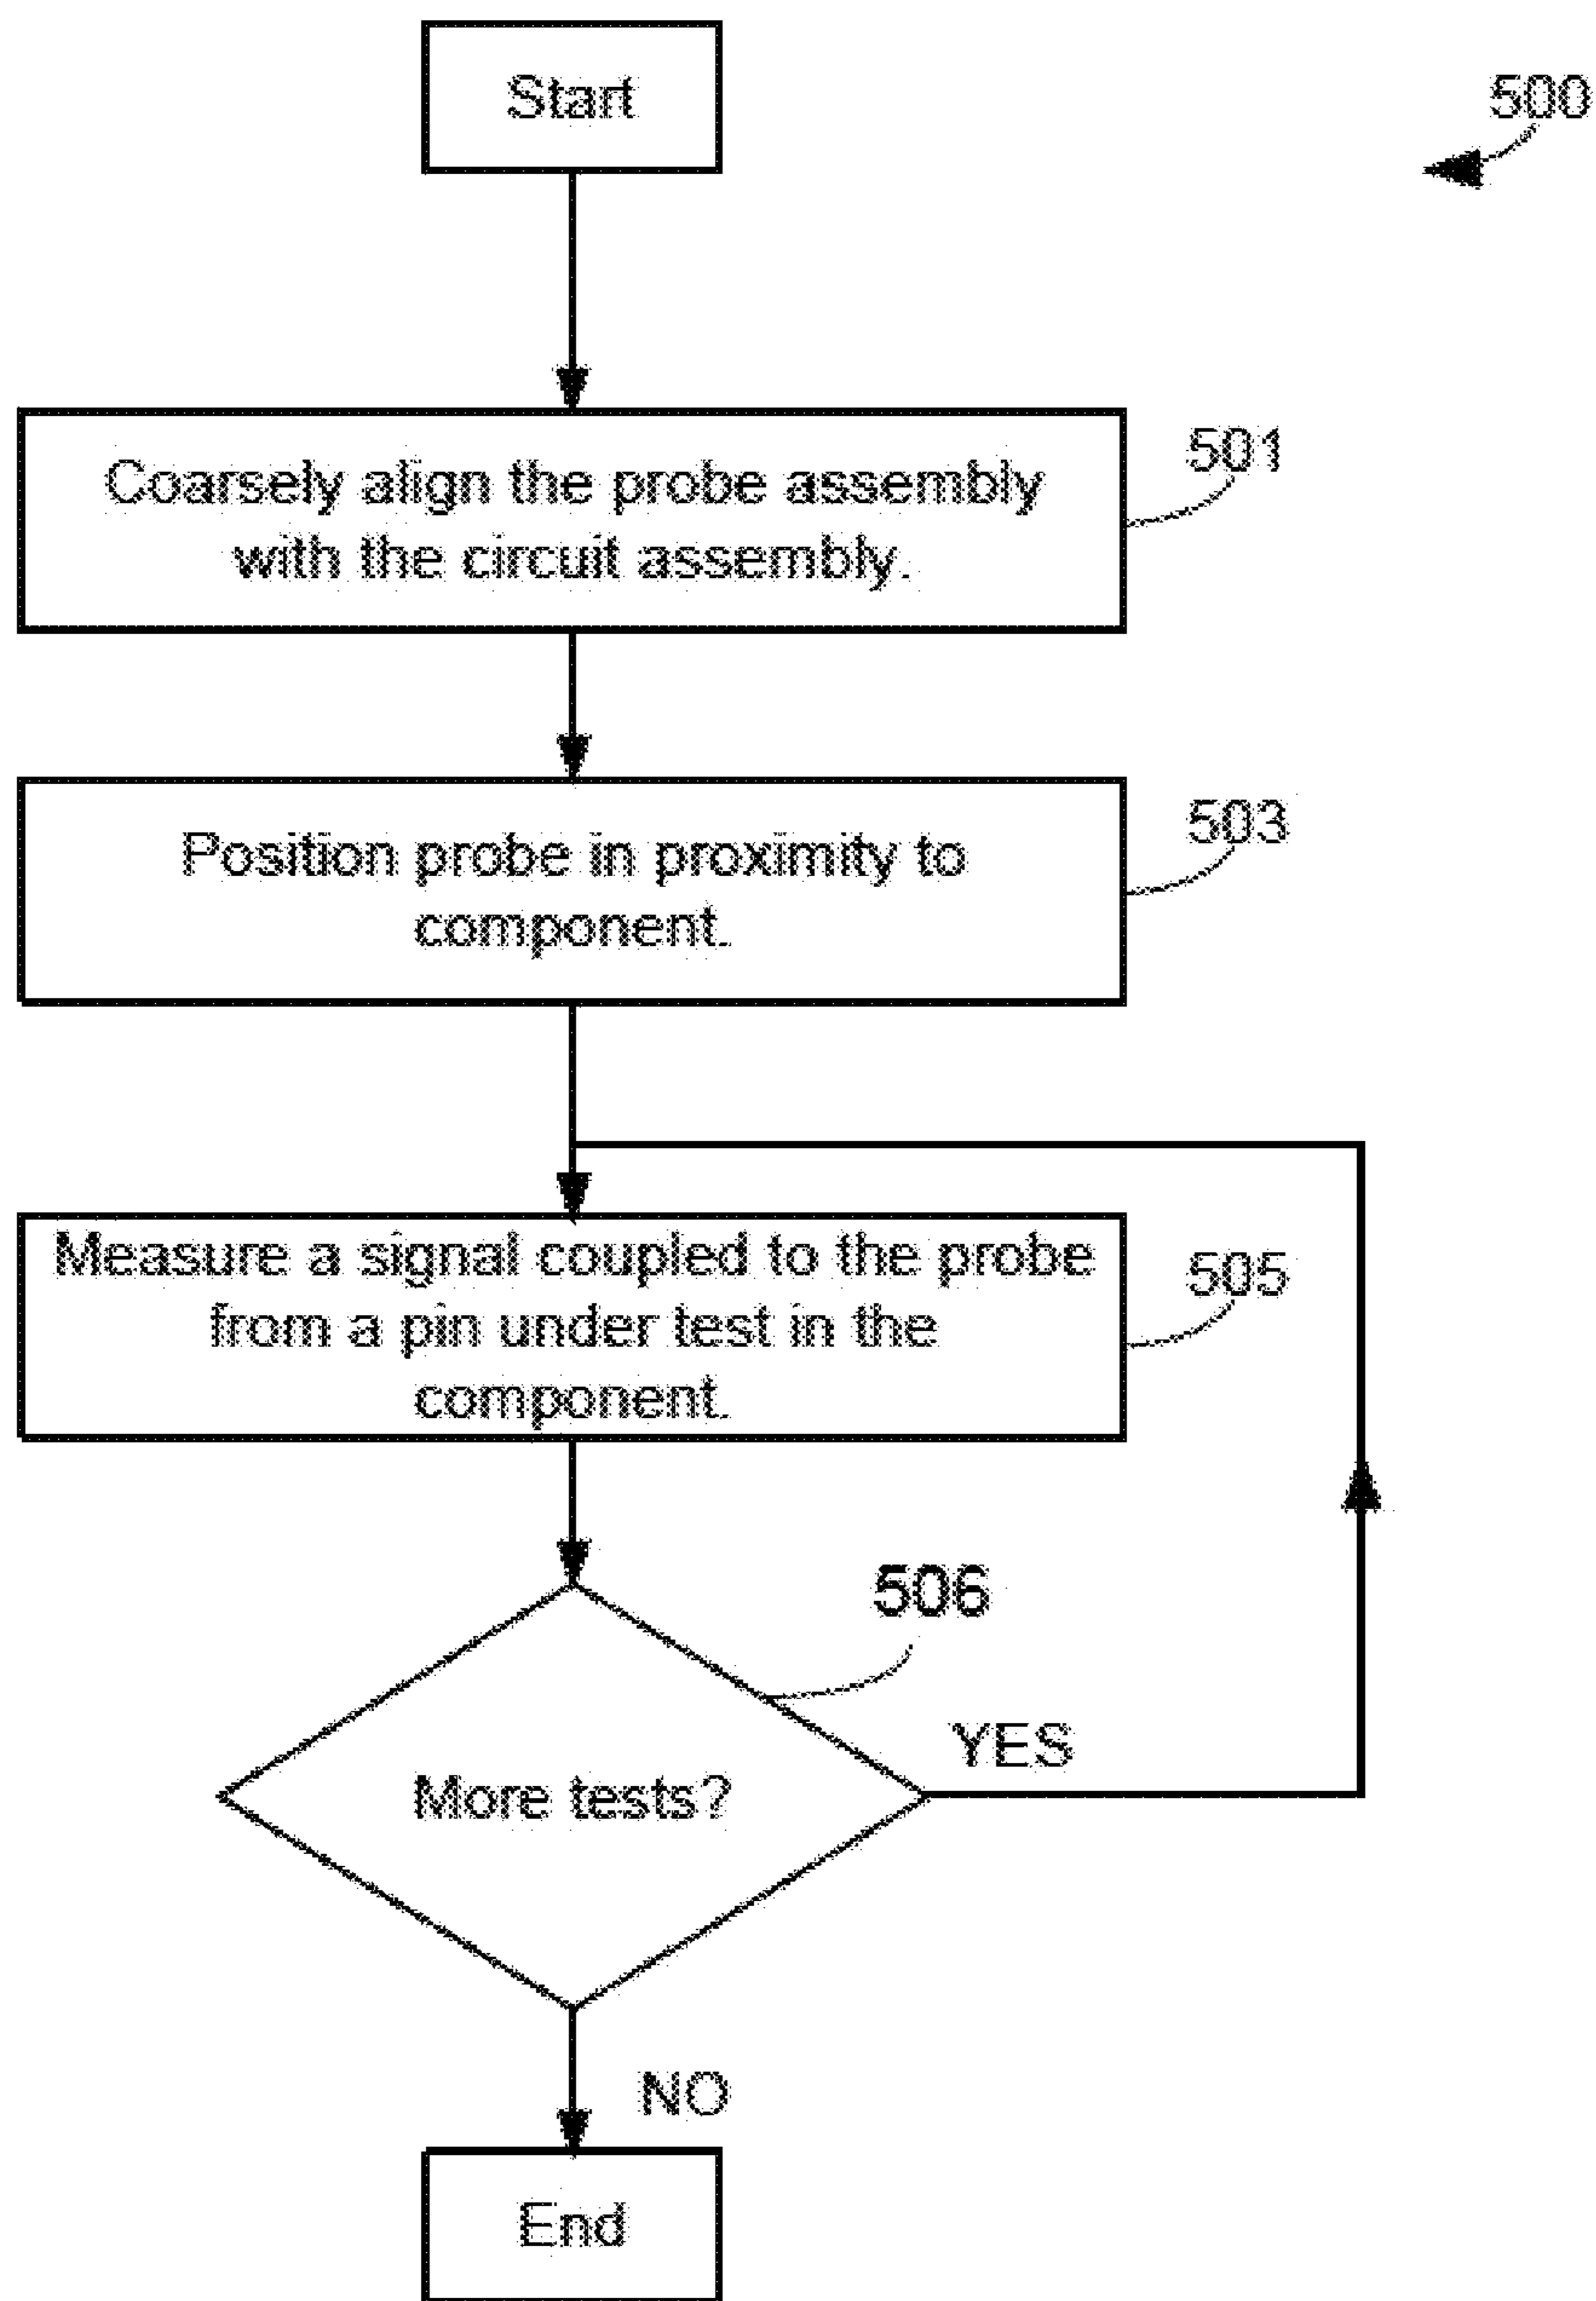 Start
500
Coarsely align the probe assembly
with the circuit assembly.
501
Position probe in proximity to
component.
503
Measure a signal coupled to the probe
from a pin under test in the
component.
505
506
More tests?
YES
NO
End